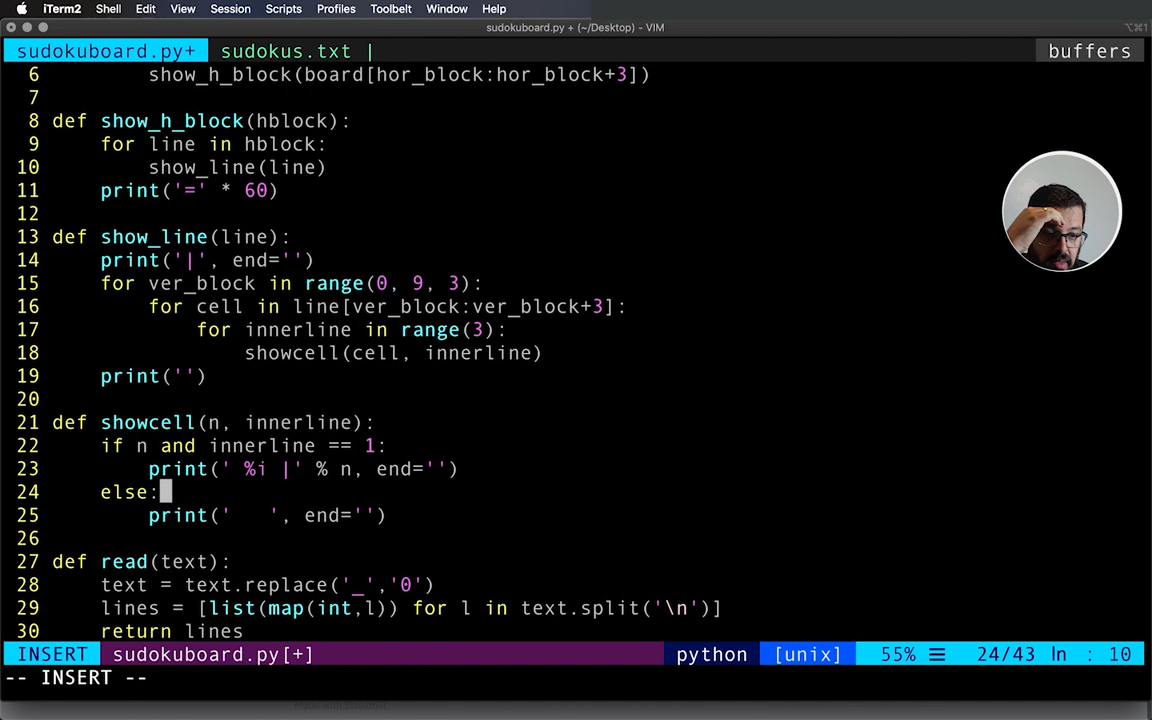 iTerm2 Shell Edit View Session Scripts Profiles Toolbelt Window Help
sudokuboard.py + (~/Desktop) - VIM ⌥⌘1
sudokuboard.py+ sudokus.txt | buffers
6 show_h_block(board[hor_block:hor_block+3])
7
8 def show_h_block(hblock):
9 for line in hblock:
10 show_line(line)
11 print('=' * 60)
12
13 def show_line(line):
14 print('|', end='')
15 for ver_block in range(0, 9, 3):
16 for cell in line[ver_block:ver_block+3]:
17 for innerline in range(3):
18 showcell(cell, innerline)
19 print('')
20
21 def showcell(n, innerline):
22 if n and innerline == 1:
23 print(' %i |' % n, end='')
24 else:
25 print('   ', end='')
26
27 def read(text):
28 text = text.replace('_','0')
29 lines = [list(map(int,l)) for l in text.split('\n')]
30 return lines
INSERT sudokuboard.py[+] python [unix] 55% ☰ 24/43 ln : 10
-- INSERT --